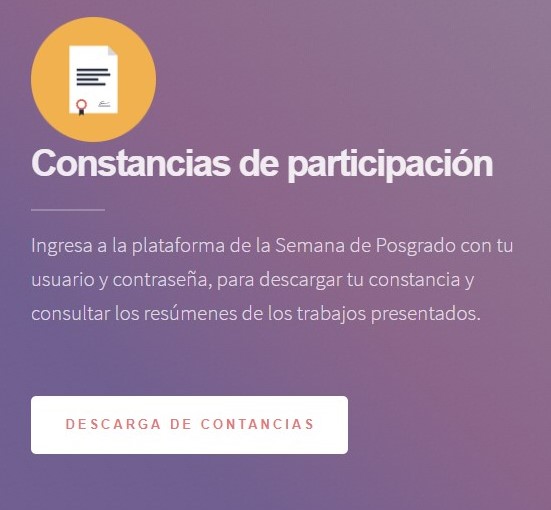 Constancias de participación
Ingresa a la plataforma de la Semana de Posgrado con tu
usuario y contraseña, para descargar tu constancia y
consultar los resúmenes de los trabajos presentados.
DESCARGA DE CONTANCIAS